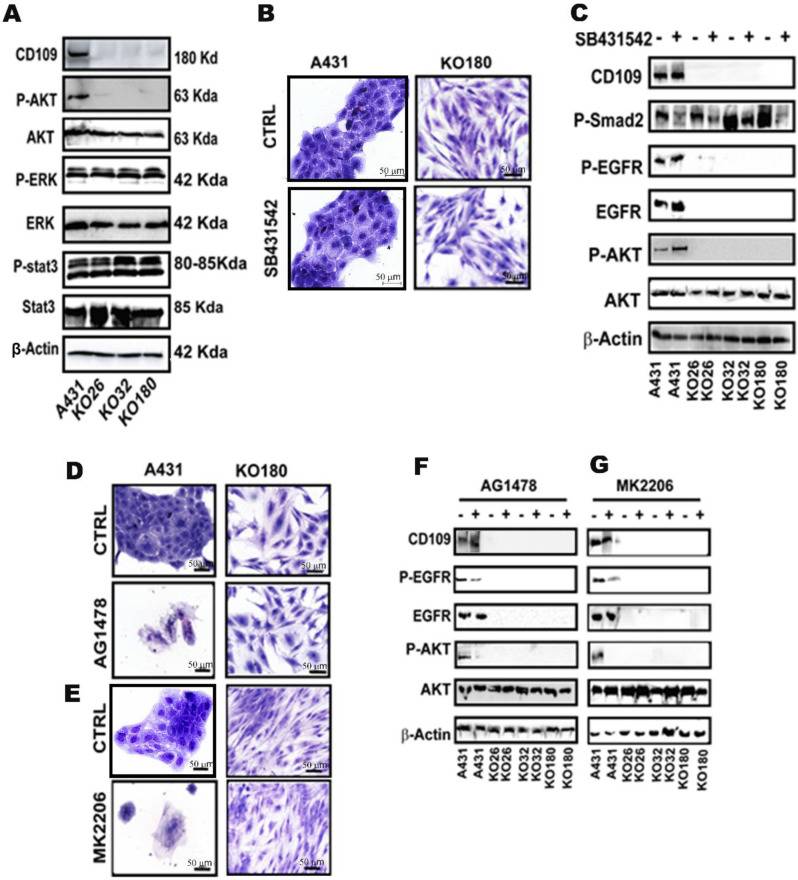 A
CD109 180 Kd
P-AKT 63 Kda
AKT 63 Kda
P-ERK 42 Kda
ERK 42 Kda
P-stat3 80-85Kda
Stat3 85 Kda
β-Actin 42 Kda
A431 KO26 KO32 KO180
B
A431 KO180
CTRL
50 μm 50 μm
SB431542
50 μm 50 μm
C
SB431542 - + - + - + - +
CD109
P-Smad2
P-EGFR
EGFR
P-AKT
AKT
β-Actin
A431 A431 KO26 KO26 KO32 KO32 KO180 KO180
D
A431 KO180
CTRL
50 μm 50 μm
AG1478
50 μm 50 μm
E
CTRL
50 μm 50 μm
MK2206
50 μm 50 μm
F G
AG1478 MK2206
- + - + - + - + - + - + - + - +
CD109
P-EGFR
EGFR
P-AKT
AKT
β-Actin
A431 A431 KO26 KO26 KO32 KO32 KO180 KO180 A431 A431 KO26 KO26 KO32 KO32 KO180 KO180